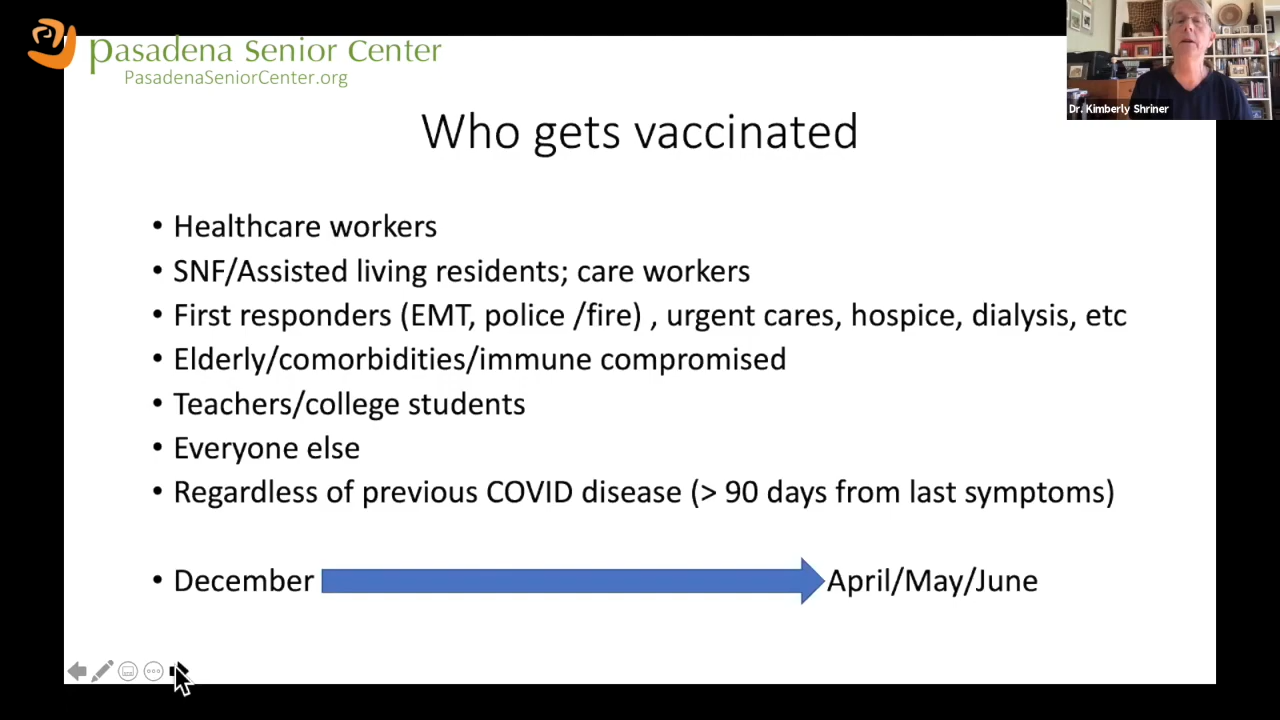 Pasadena Senior Center
PasadenaSeniorCenter.org
Dr. Kimberly Shriner
Who gets vaccinated
• Healthcare workers
• SNF/Assisted living residents; care workers
• First responders (EMT, police /fire) , urgent cares, hospice, dialysis, etc
• Elderly/comorbidities/immune compromised
• Teachers/college students
• Everyone else
• Regardless of previous COVID disease (> 90 days from last symptoms)
• December April/May/June